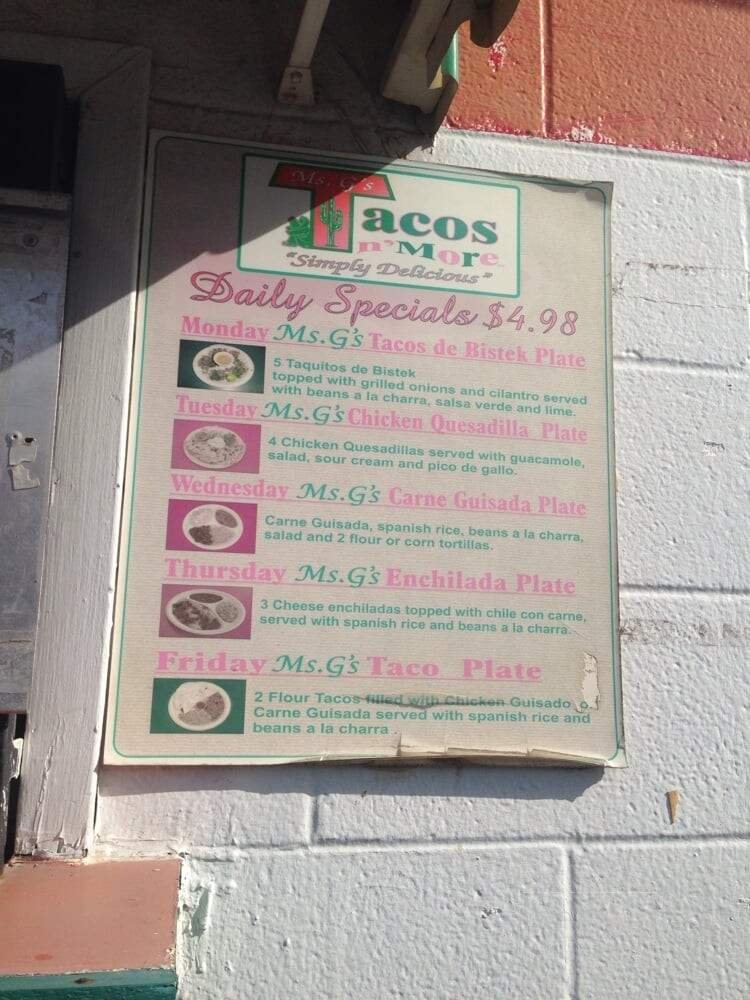 Ms. G's
Tacos
n' More
"Simply Delicious"
Daily Specials $4.98
Monday Ms.G's Tacos de Bistek Plate
5 Taquitos de Bistek
topped with grilled onions and cilantro served
with beans a la charra, salsa verde and lime.
Tuesday Ms.G's Chicken Quesadilla Plate
4 Chicken Quesadillas served with guacamole,
salad, sour cream and pico de gallo.
Wednesday Ms.G's Carne Guisada Plate
Carne Guisada, spanish rice, beans a la charra,
salad and 2 flour or corn tortillas.
Thursday Ms.G's Enchilada Plate
3 Cheese enchiladas topped with chile con carne,
served with spanish rice and beans a la charra.
Friday Ms.G's Taco Plate
2 Flour Tacos filled with Chicken Guisado
Carne Guisada served with spanish rice and
beans a la charra